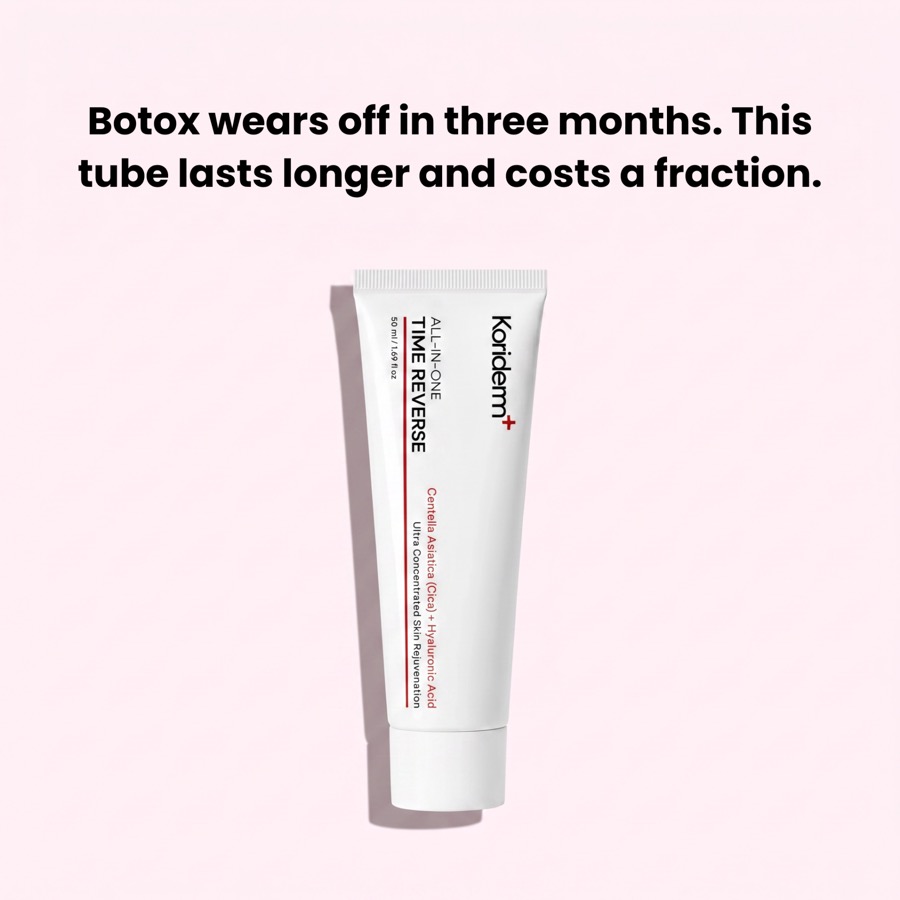 Botox wears off in three months. This
tube lasts longer and costs a fraction.
Koriderm+
ALL-IN-ONE
TIME REVERSE
50 ml / 1.69 fl oz
Centella Asiatica (Cica) + Hyaluronic Acid
Ultra Concentrated Skin Rejuvenation